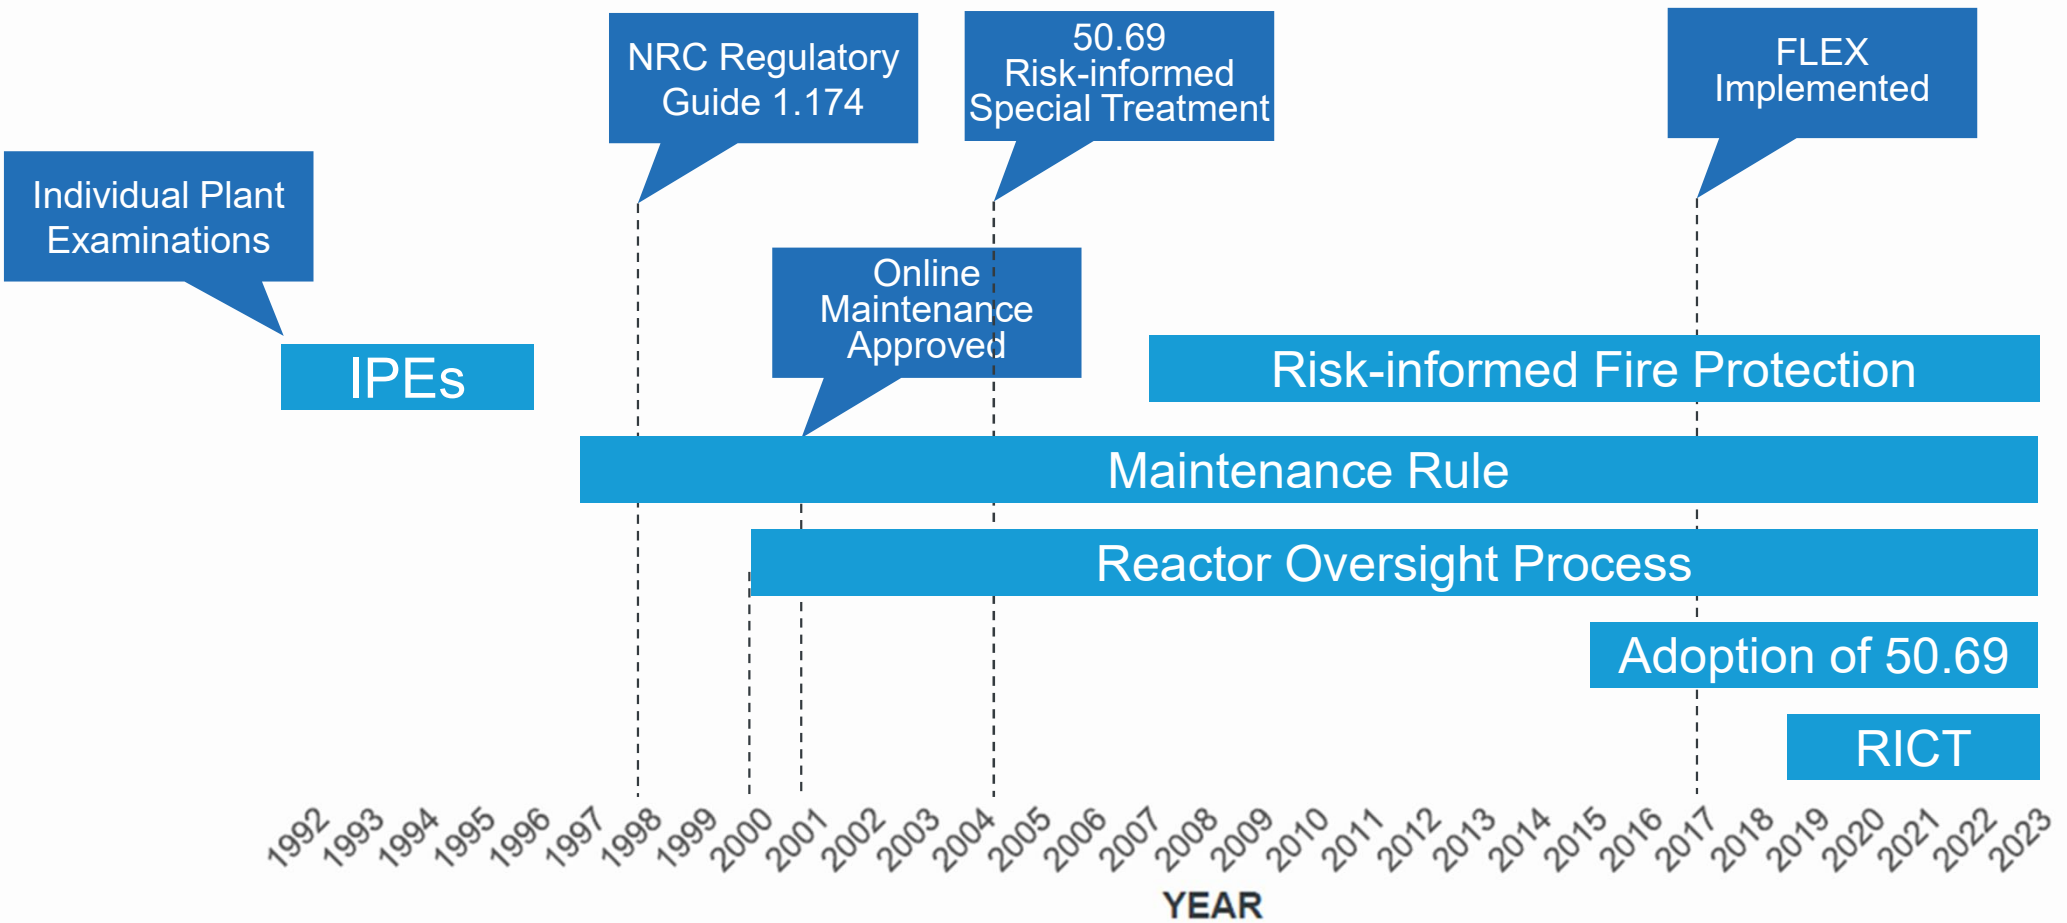 NRC Regulatory
Guide 1.174
50.69
Risk-informed
Special Treatment
FLEX
Implemented
Individual Plant
Examinations
Online
Maintenance
Approved
IPEs
Risk-informed Fire Protection
Maintenance Rule
Reactor Oversight Process
Adoption of 50.69
RICT
1992 1993 1994 1995 1996 1997 1998 1999 2000 2001 2002 2003 2004 2005 2006 2007 2008 2009 2010 2011 2012 2013 2014 2015 2016 2017 2018 2019 2020 2021 2022 2023
YEAR